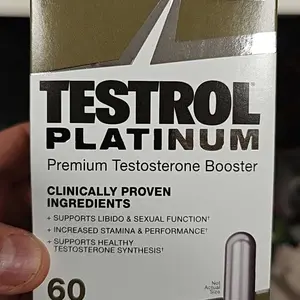 TESTROL®
PLATINUM
Premium Testosterone Booster
CLINICALLY PROVEN
INGREDIENTS
+ SUPPORTS LIBIDO & SEXUAL FUNCTION†
+ INCREASED STAMINA & PERFORMANCE†
+ SUPPORTS HEALTHY
TESTOSTERONE SYNTHESIS†
Not
Actual
Size
60